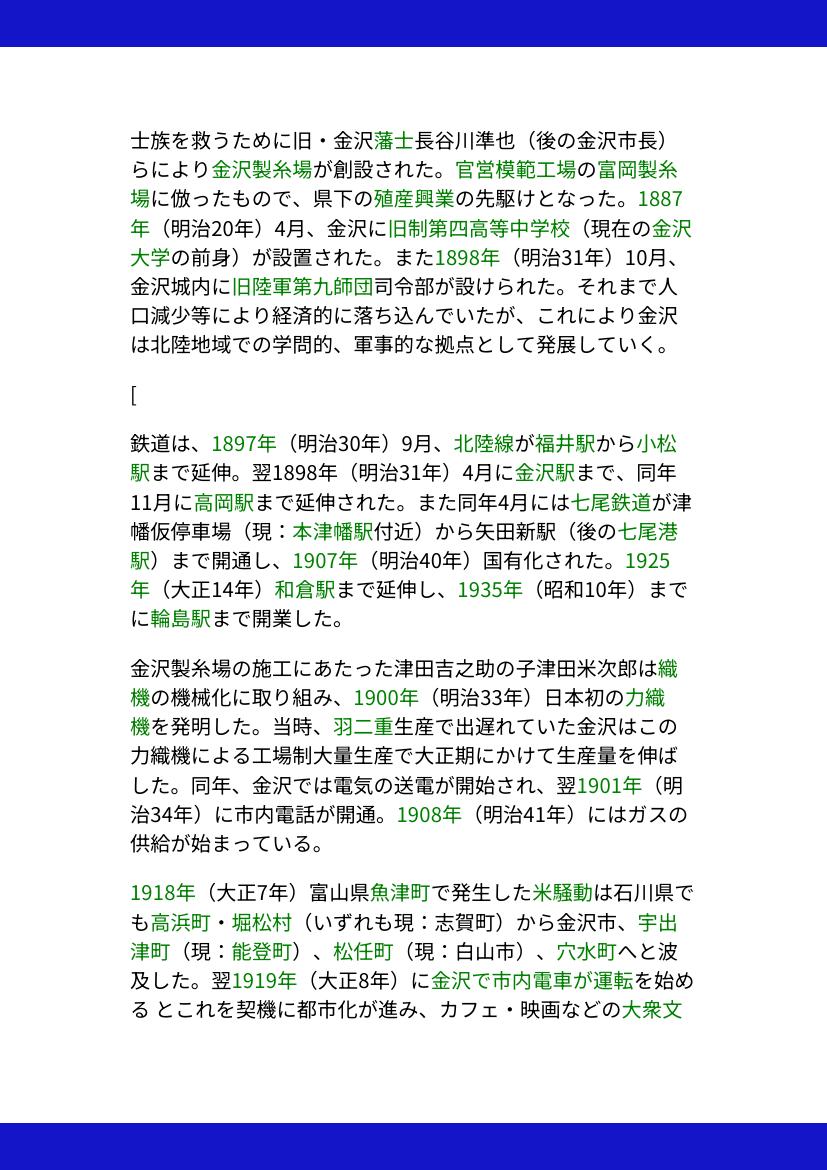 士族を救うために旧・金沢藩士長谷川準也（後の金沢市長）
らにより金沢製糸場が創設された。官営模範工場の富岡製糸
場に倣ったもので、県下の殖産興業の先駆けとなった。1887
年（明治20年）4月、金沢に旧制第四高等中学校（現在の金沢
大学の前身）が設置された。また1898年（明治31年）10月、
金沢城内に旧陸軍第九師団司令部が設けられた。それまで人
口減少等により経済的に落ち込んでいたが、これにより金沢
は北陸地域での学問的、軍事的な拠点として発展していく。
[
鉄道は、1897年（明治30年）9月、北陸線が福井駅から小松
駅まで延伸。翌1898年（明治31年）4月に金沢駅まで、同年
11月に高岡駅まで延伸された。また同年4月には七尾鉄道が津
幡仮停車場（現：本津幡駅付近）から矢田新駅（後の七尾港
駅）まで開通し、1907年（明治40年）国有化された。1925
年（大正14年）和倉駅まで延伸し、1935年（昭和10年）まで
に輪島駅まで開業した。
金沢製糸場の施工にあたった津田吉之助の子津田米次郎は織
機の機械化に取り組み、1900年（明治33年）日本初の力織
機を発明した。当時、羽二重生産で出遅れていた金沢はこの
力織機による工場制大量生産で大正期にかけて生産量を伸ば
した。同年、金沢では電気の送電が開始され、翌1901年（明
治34年）に市内電話が開通。1908年（明治41年）にはガスの
供給が始まっている。
1918年（大正7年）富山県魚津町で発生した米騒動は石川県で
も高浜町・堀松村（いずれも現：志賀町）から金沢市、宇出
津町（現：能登町）、松任町（現：白山市）、穴水町へと波
及した。翌1919年（大正8年）に金沢で市内電車が運転を始め
る とこれを契機に都市化が進み、カフェ・映画などの大衆文